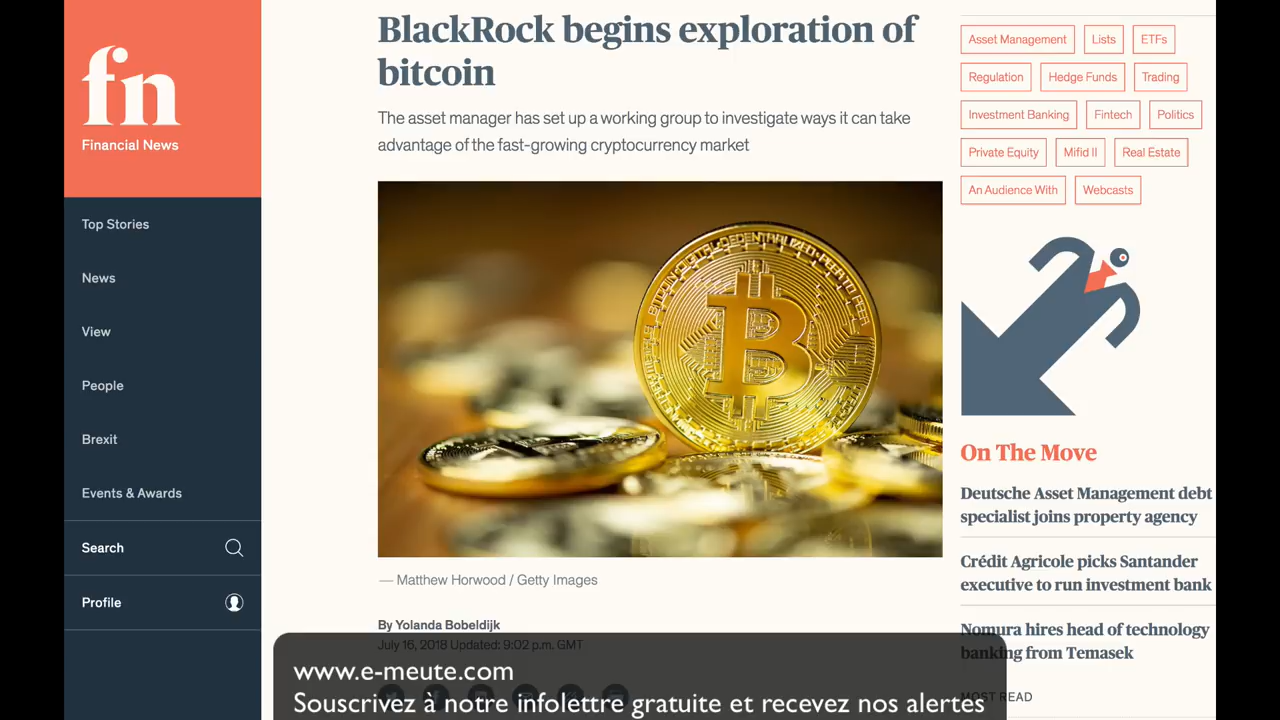 fn
Financial News
Top Stories
News
View
People
Brexit
Events & Awards
Search
Profile
BlackRock begins exploration of
bitcoin
The asset manager has set up a working group to investigate ways it can take
advantage of the fast-growing cryptocurrency market
BITCOIN DIGITAL DECENTRALIZED PEER TO PEER
— Matthew Horwood / Getty Images
By Yolanda Bobeldijk
July 16, 2018 Updated: 9:02 p.m. GMT
Asset Management Lists ETFs
Regulation Hedge Funds Trading
Investment Banking Fintech Politics
Private Equity Mifid II Real Estate
An Audience With Webcasts
On The Move
Deutsche Asset Management debt
specialist joins property agency
Crédit Agricole picks Santander
executive to run investment bank
Nomura hires head of technology
banking from Temasek
MOST READ
www.e-meute.com
Souscrivez à notre infolettre gratuite et recevez nos alertes